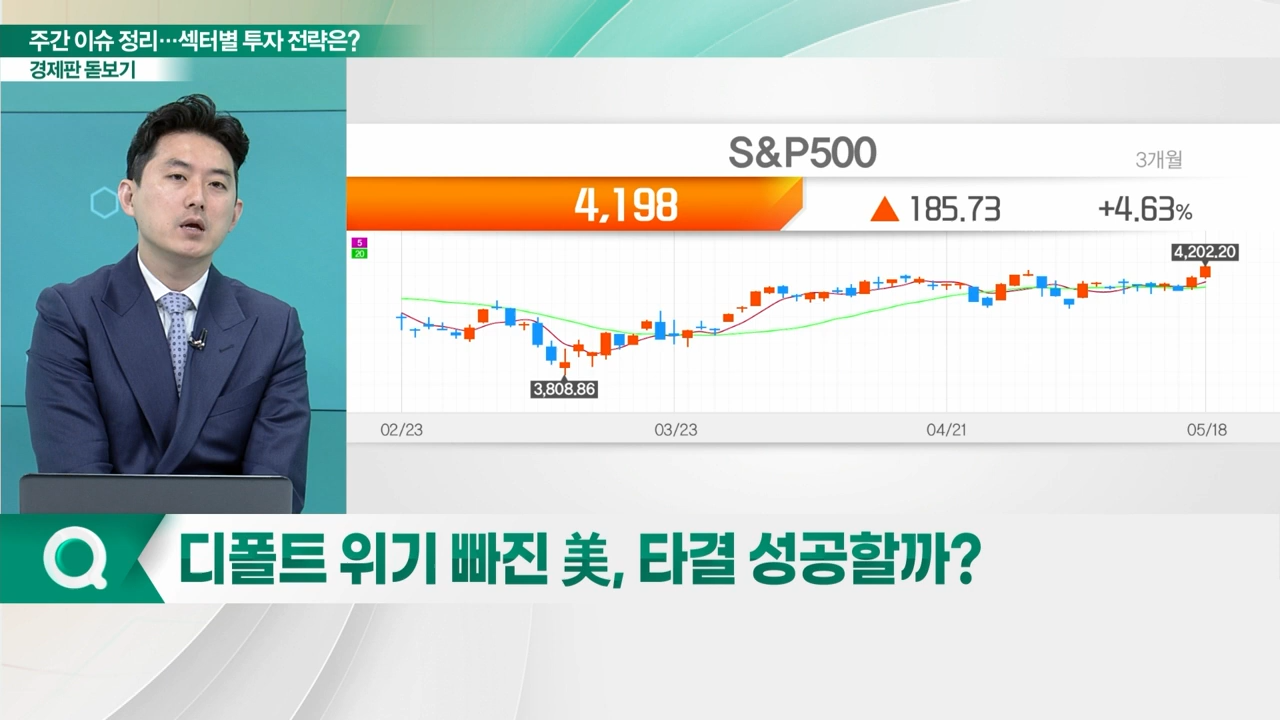 주간 이슈 정리…섹터별 투자 전략은?
경제판 돋보기
S&P500
3개월
4,198
▲ 185.73
+4.63%
5
20
4,202.20
3,808.86
02/23
03/23
04/21
05/18
Q
디폴트 위기 빠진 美, 타결 성공할까?